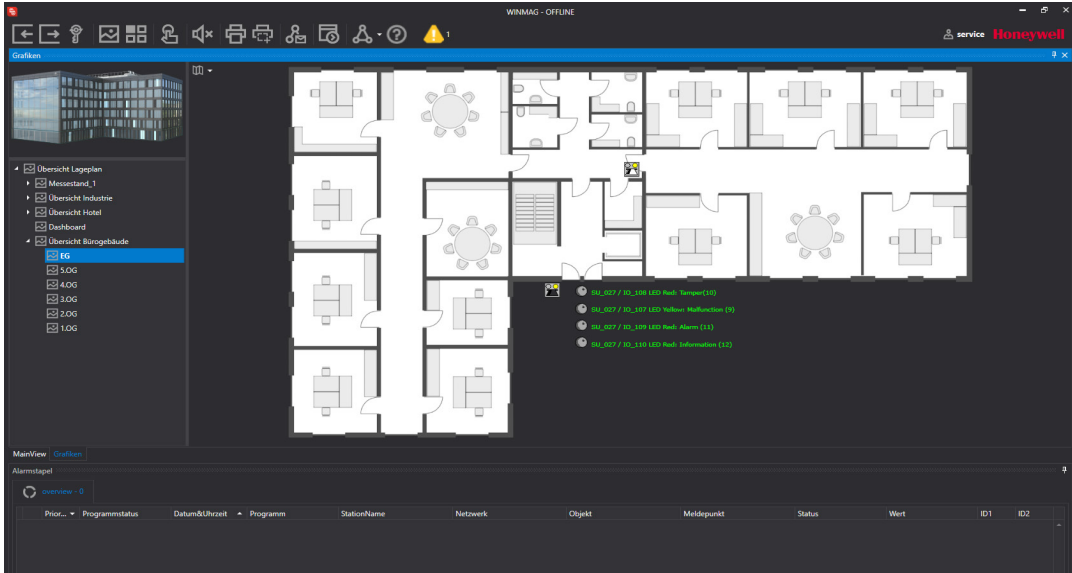 WINMAG - OFFLINE
1
service Honeywell
Grafiken
Übersicht Lageplan
Messestand_1
Übersicht Industrie
Übersicht Hotel
Dashboard
Übersicht Bürogebäude
EG
5.OG
4.OG
3.OG
2.OG
1.OG
SU_027 / IO_108 LED Red: Tamper(10)
SU_027 / IO_107 LED Yellow: Malfunction (9)
SU_027 / IO_109 LED Red: Alarm (11)
SU_027 / IO_110 LED Red: Information (12)
MainView Grafiken
Alarmstapel
overview - 0
Prior... Programmstatus Datum&Uhrzeit Programm StationName Netzwerk Objekt Meldepunkt Status Wert ID1 ID2